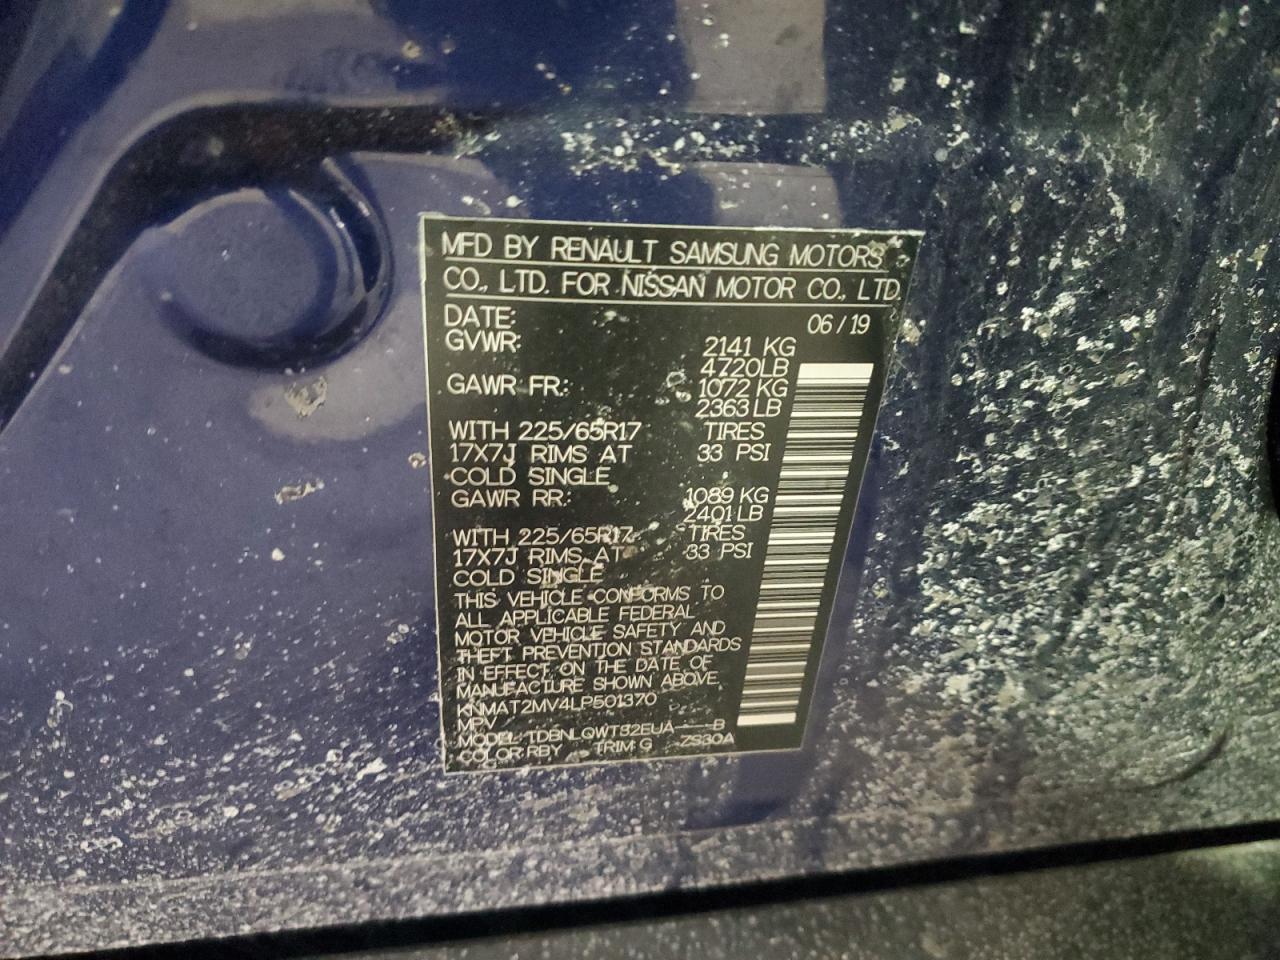 MFD BY RENAULT SAMSUNG MOTORS
CO., LTD. FOR NISSAN MOTOR CO., LTD
DATE: 06/19
GVWR: 2141 KG
4720LB
GAWR FR: 1072 KG
2363 LB
WITH 225/65R17 TIRES
17X7J RIMS AT 33 PSI
COLD SINGLE
GAWR RR: 1089 KG
2401 LB
WITH 225/65R17 TIRES
17X7J RIMS AT 33 PSI
COLD SINGLE
THIS VEHICLE CONFORMS TO
ALL APPLICABLE FEDERAL
MOTOR VEHICLE SAFETY AND
THEFT PREVENTION STANDARDS
IN EFFECT ON THE DATE OF
MANUFACTURE SHOWN ABOVE.
KNMAT2MV4LP501370
MPV
MODEL: TDBNLQWT32EUA----B
COLOR:RBY TRIM:G ZS30A